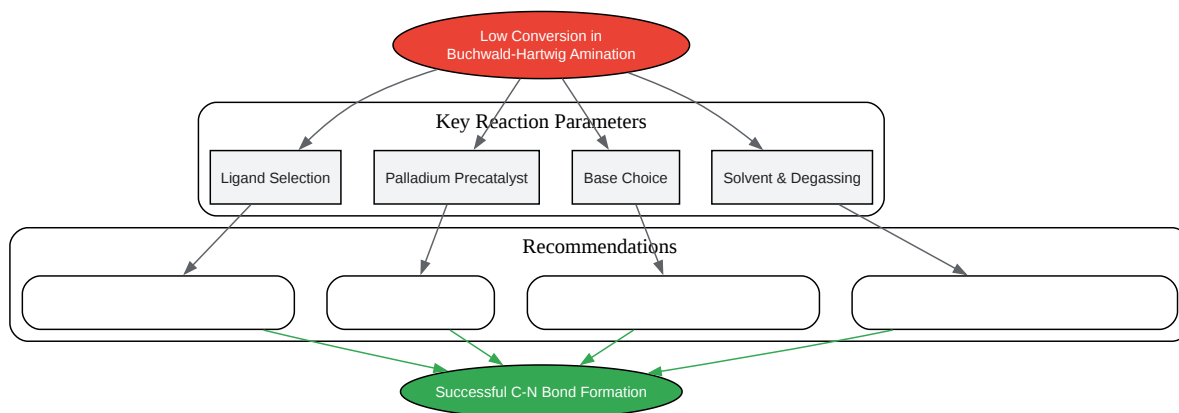 Low Conversion in
Buchwald-Hartwig Amination
Key Reaction Parameters
Ligand Selection
Palladium Precatalyst
Base Choice
Solvent & Degassing
Recommendations
Successful C-N Bond Formation